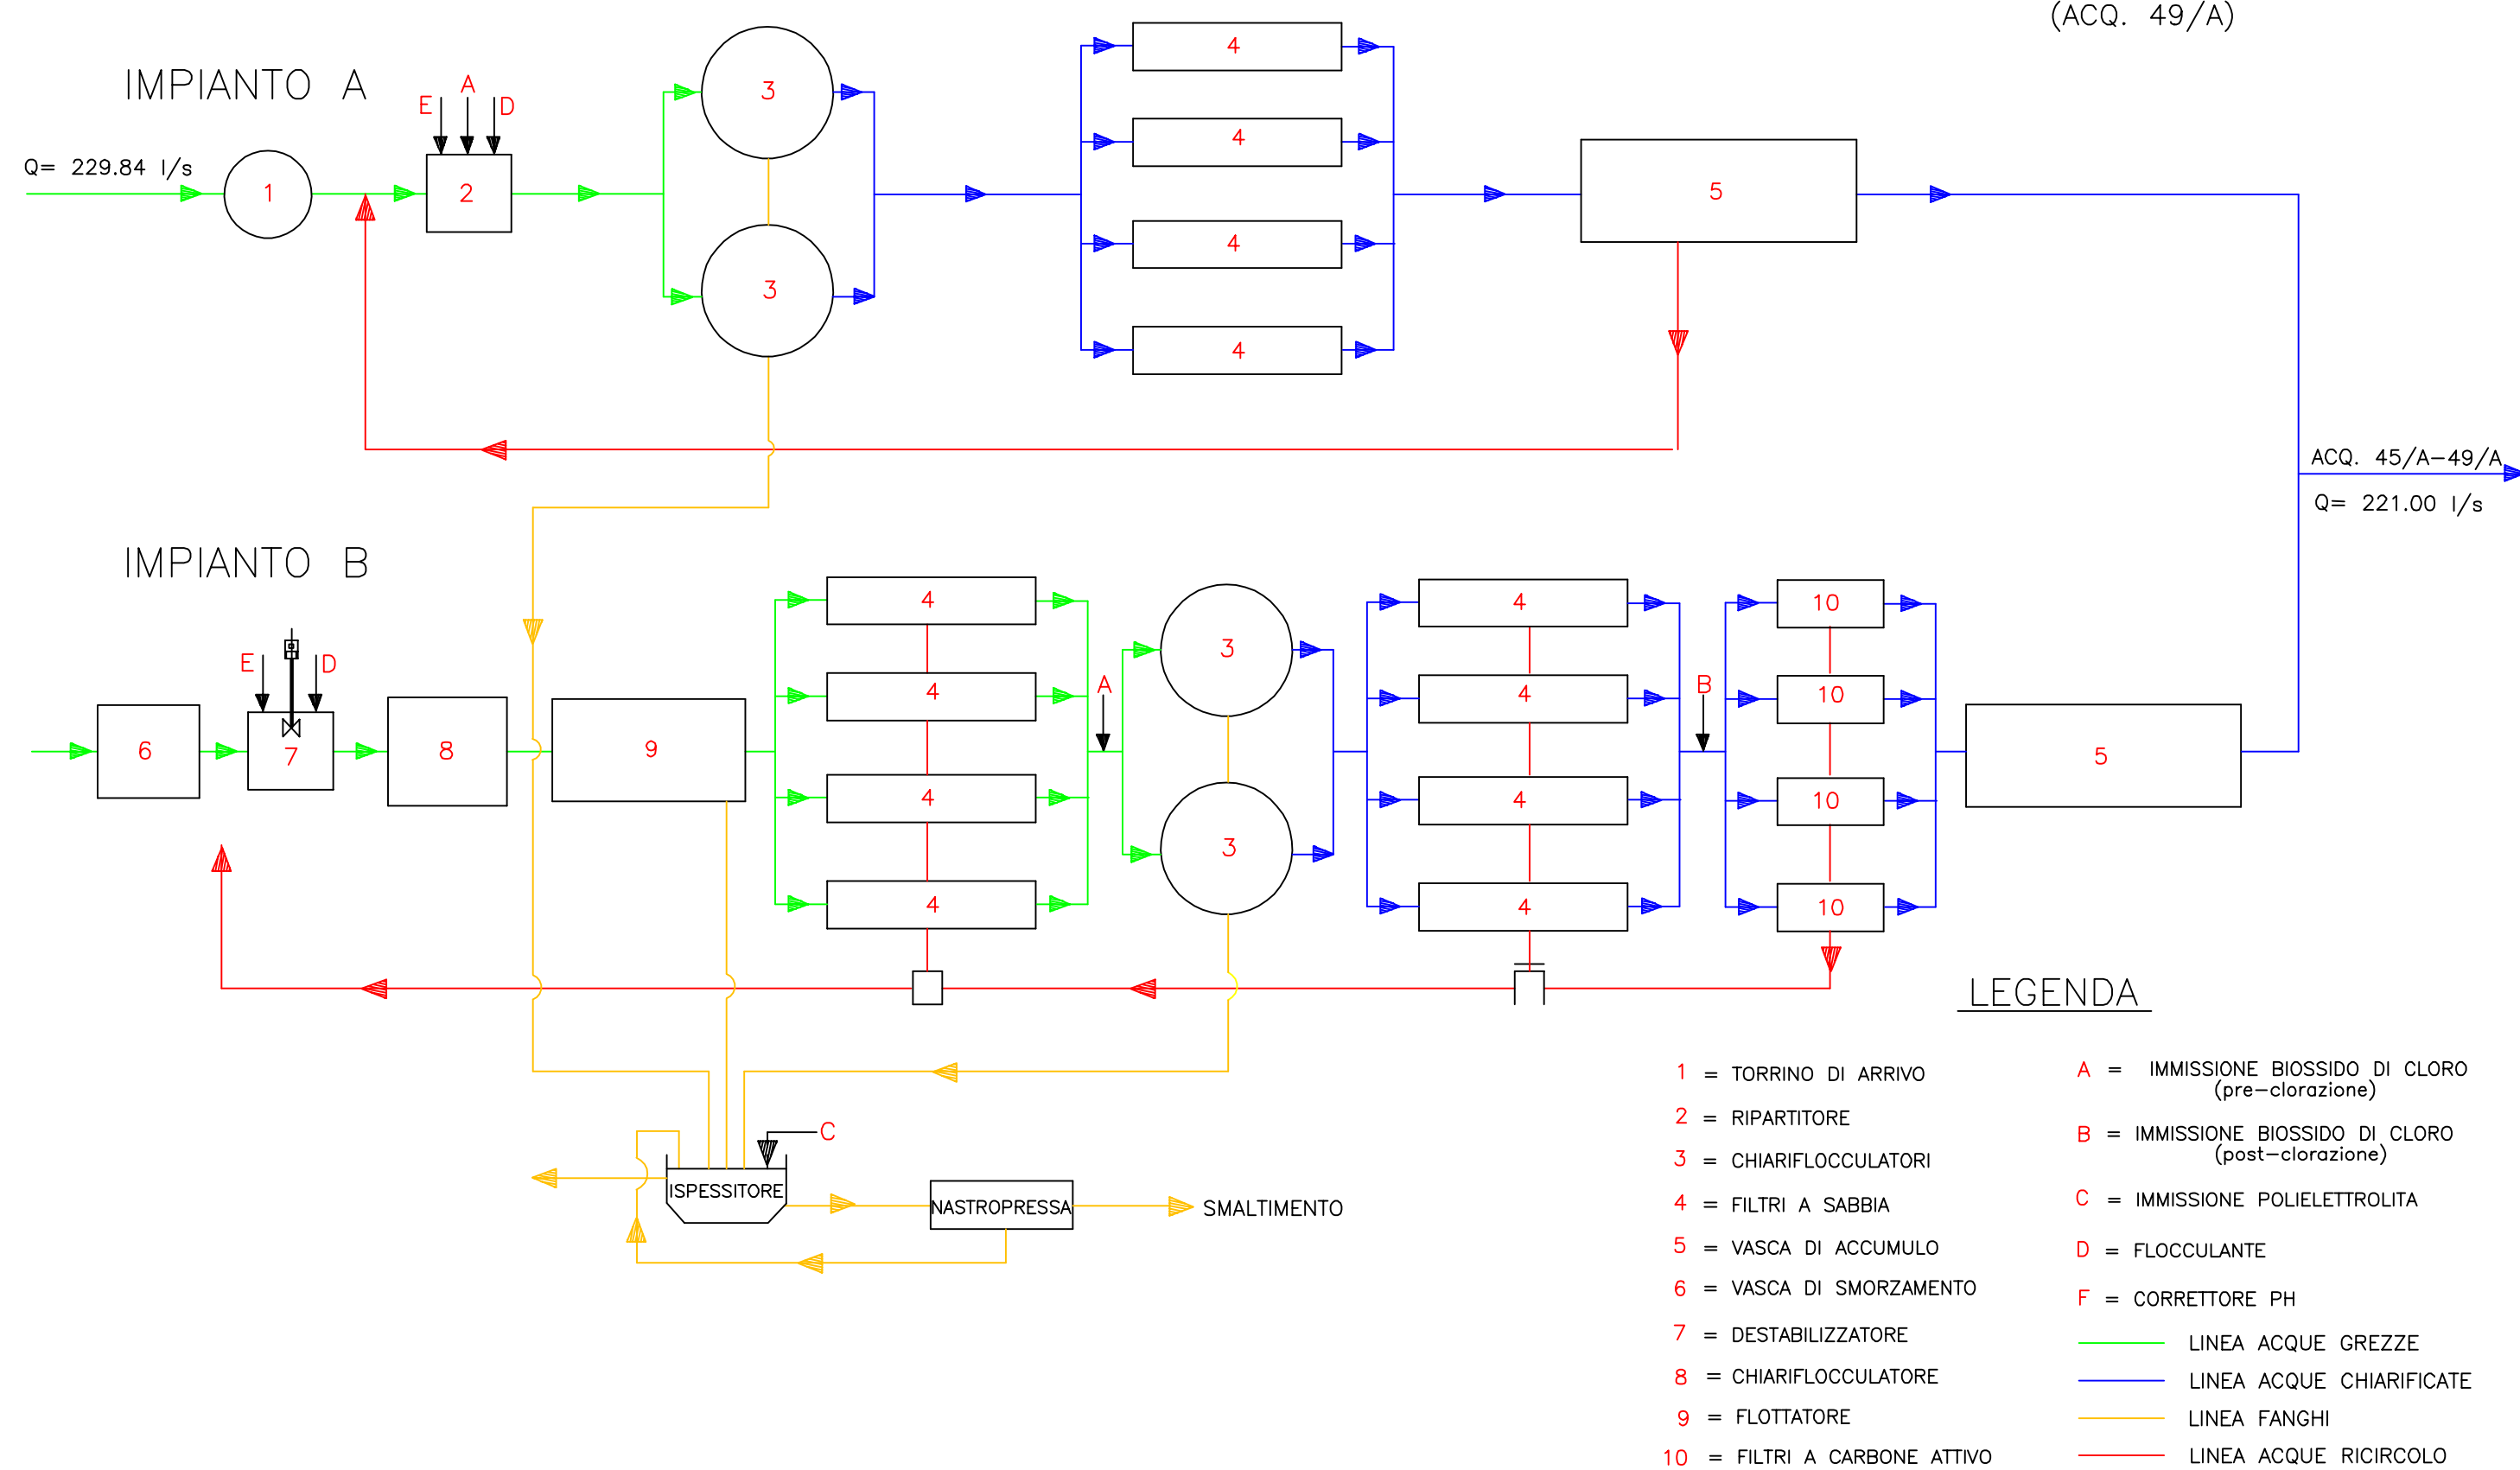 (ACQ. 49/A)
IMPIANTO A
E
A
D
Q= 229.84 l/s
1
2
3
3
4
4
4
4
5
ACQ. 45/A-49/A
Q= 221.00 l/s
IMPIANTO B
E
D
6
7
8
9
4
4
4
4
A
3
3
4
4
4
4
B
10
10
10
10
5
C
ISPESSITORE
NASTROPRESSA
SMALTIMENTO
LEGENDA
1 = TORRINO DI ARRIVO
2 = RIPARTITORE
3 = CHIARIFLOCCULATORI
4 = FILTRI A SABBIA
5 = VASCA DI ACCUMULO
6 = VASCA DI SMORZAMENTO
7 = DESTABILIZZATORE
8 = CHIARIFLOCCULATORE
9 = FLOTTATORE
10 = FILTRI A CARBONE ATTIVO
A = IMMISSIONE BIOSSIDO DI CLORO
(pre-clorazione)
B = IMMISSIONE BIOSSIDO DI CLORO
(post-clorazione)
C = IMMISSIONE POLIELETTROLITA
D = FLOCCULANTE
F = CORRETTORE PH
LINEA ACQUE GREZZE
LINEA ACQUE CHIARIFICATE
LINEA FANGHI
LINEA ACQUE RICIRCOLO